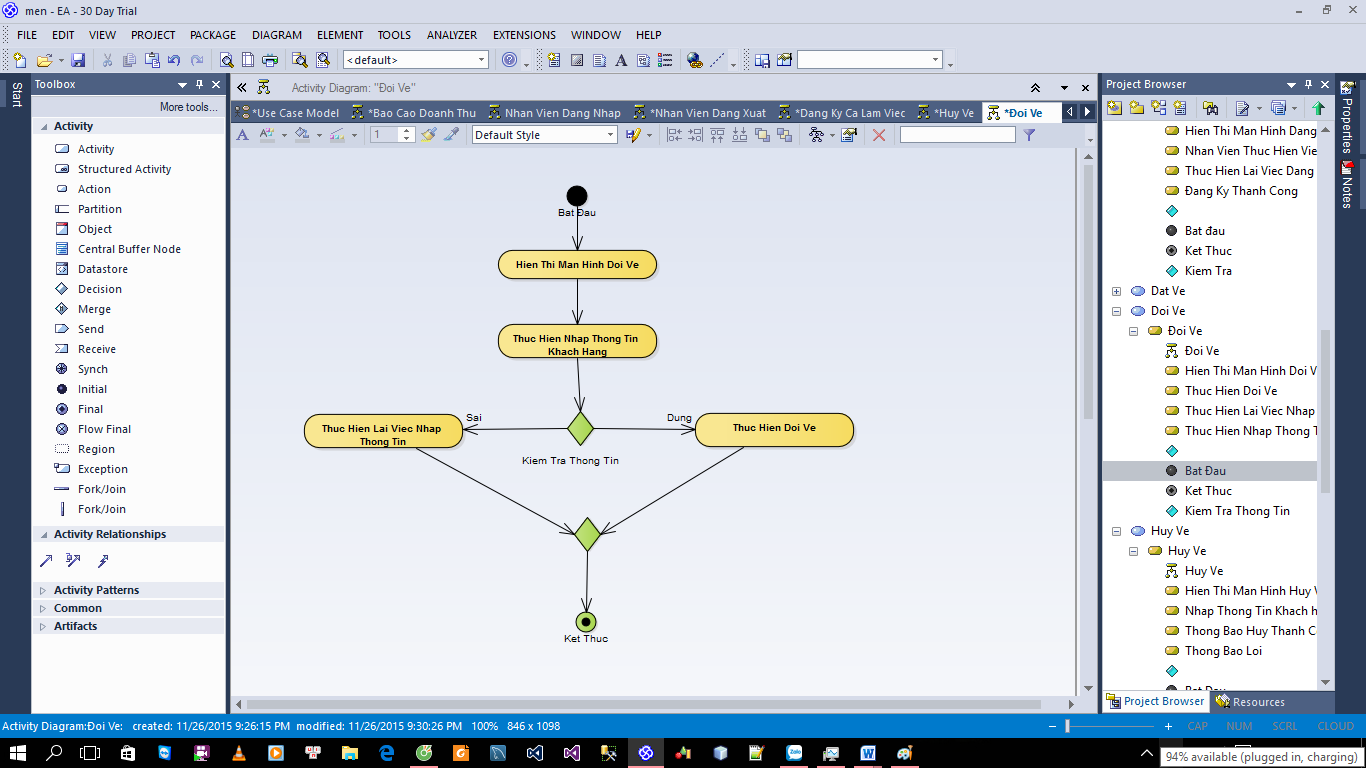 men - EA - 30 Day Trial
FILE EDIT VIEW PROJECT PACKAGE DIAGRAM ELEMENT TOOLS ANALYZER EXTENSIONS WINDOW HELP
<default>
Start
Toolbox
More tools...
Activity
Activity
Structured Activity
Action
Partition
Object
Central Buffer Node
Datastore
Decision
Merge
Send
Receive
Synch
Initial
Final
Flow Final
Region
Exception
Fork/Join
Fork/Join
Activity Relationships
Activity Patterns
Common
Artifacts
Activity Diagram: "Đoi Ve"
*Use Case Model *Bao Cao Doanh Thu Nhan Vien Dang Nhap *Nhan Vien Dang Xuat *Dang Ky Ca Lam Viec *Huy Ve *Đoi Ve
1 Default Style
Bat Đau
Hien Thi Man Hinh Doi Ve
Thuc Hien Nhap Thong Tin
Khach Hang
Sai
Dung
Thuc Hien Lai Viec Nhap
Thong Tin
Thuc Hien Doi Ve
Kiem Tra Thong Tin
Ket Thuc
Project Browser
Hien Thi Man Hinh Dang
Nhan Vien Thuc Hien Vie
Thuc Hien Lai Viec Dang
Đang Ky Thanh Cong
Bat đau
Ket Thuc
Kiem Tra
Dat Ve
Doi Ve
Đoi Ve
Đoi Ve
Hien Thi Man Hinh Doi V
Thuc Hien Doi Ve
Thuc Hien Lai Viec Nhap
Thuc Hien Nhap Thong T
Bat Đau
Ket Thuc
Kiem Tra Thong Tin
Huy Ve
Huy Ve
Huy Ve
Hien Thi Man Hinh Huy V
Nhap Thong Tin Khach h
Thong Bao Huy Thanh C
Thong Bao Loi
Project Browser Resources
Properties
Notes
Activity Diagram:Đoi Ve: created: 11/26/2015 9:26:15 PM modified: 11/26/2015 9:30:26 PM 100% 846 x 1098
CAP NUM SCRL CLOUD
94% available (plugged in, charging)